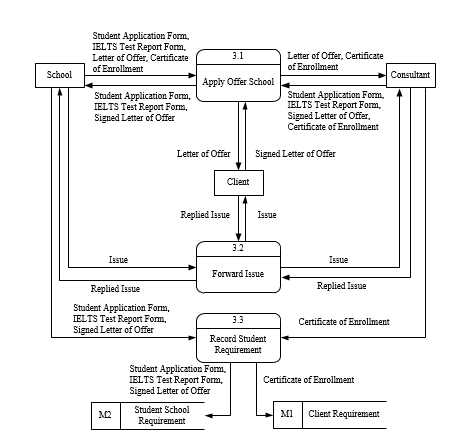 Student Application Form,
IELTS Test Report Form,
Letter of Offer, Certificate
of Enrollment
3.1
Letter of Offer, Certificate
of Enrollment
School
Apply Offer School
Consultant
Student Application Form,
IELTS Test Report Form,
Signed Letter of Offer
Student Application Form,
IELTS Test Report Form,
Signed Letter of Offer,
Certificate of Enrollment
Letter of Offer
Signed Letter of Offer
Client
Replied Issue
Issue
3.2
Forward Issue
Issue
Issue
Replied Issue
Replied Issue
Student Application Form,
IELTS Test Report Form,
Signed Letter of Offer
3.3
Record Student
Requirement
Certificate of Enrollment
Student Application Form,
IELTS Test Report Form,
Signed Letter of Offer
Certificate of Enrollment
M2
Student School
Requirement
M1
Client Requirement